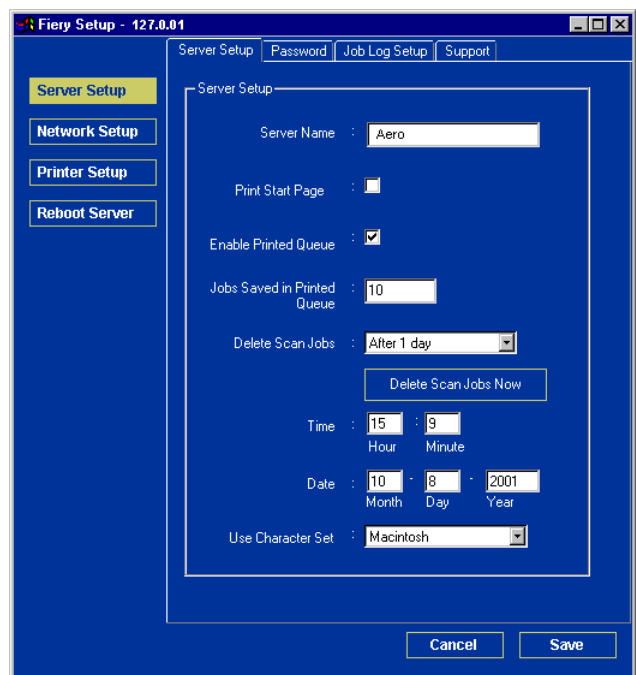 Fiery Setup - 127.0.01
Server Setup Password Job Log Setup Support
Server Setup
Network Setup
Printer Setup
Reboot Server
Server Setup
Server Name : Aero
Print Start Page :
Enable Printed Queue :
Jobs Saved in Printed Queue : 10
Delete Scan Jobs : After 1 day
Delete Scan Jobs Now
Time : 15 : 9
Hour Minute
Date : 10 - 8 - 2001
Month Day Year
Use Character Set : Macintosh
Cancel Save